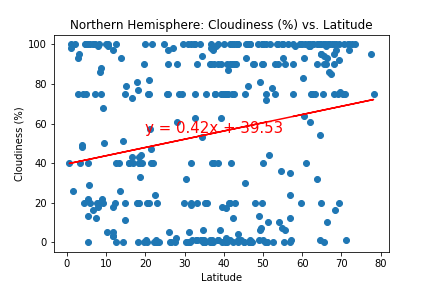 Northern Hemisphere: Cloudiness (%) vs. Latitude
100
80
60
40
20
0
Cloudiness (%)
y = 0.42x + 39.53
0 10 20 30 40 50 60 70 80
Latitude